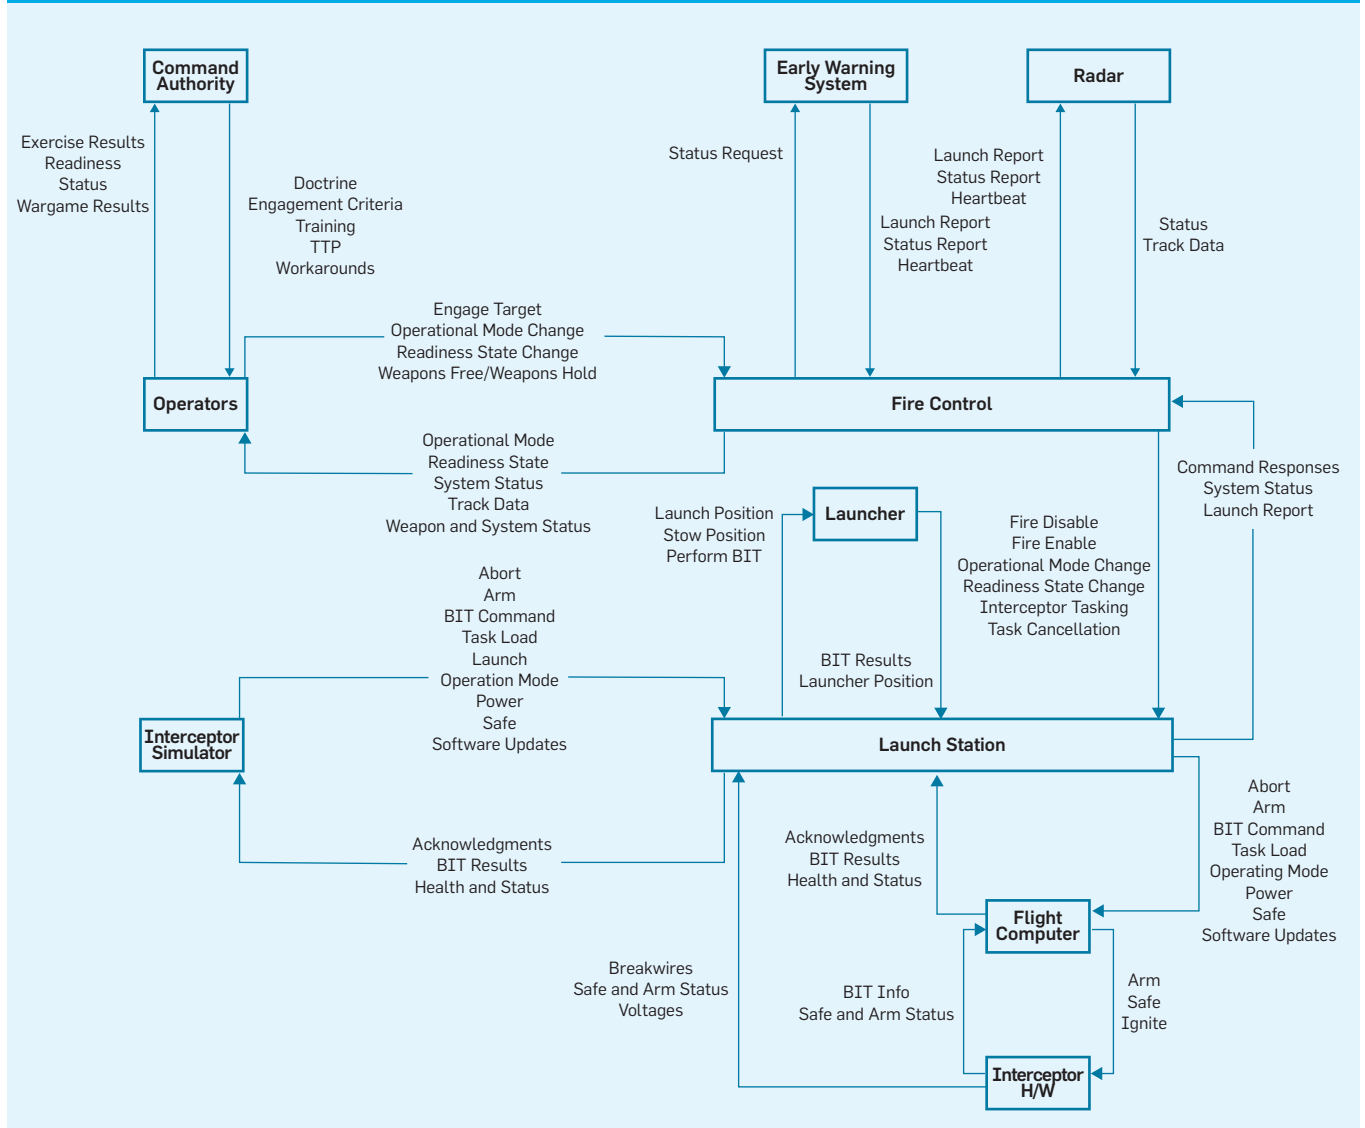 Command
Authority
Early Warning
System
Radar
Exercise Results
Readiness
Status
Wargame Results
Doctrine
Engagement Criteria
Training
TTP
Workarounds
Status Request
Launch Report
Status Report
Heartbeat
Launch Report
Status Report
Heartbeat
Status
Track Data
Engage Target
Operational Mode Change
Readiness State Change
Weapons Free/Weapons Hold
Operators
Fire Control
Operational Mode
Readiness State
System Status
Track Data
Weapon and System Status
Launch Position
Stow Position
Perform BIT
Launcher
Fire Disable
Fire Enable
Operational Mode Change
Readiness State Change
Interceptor Tasking
Task Cancellation
Command Responses
System Status
Launch Report
Abort
Arm
BIT Command
Task Load
Launch
Operation Mode
Power
Safe
Software Updates
BIT Results
Launcher Position
Interceptor
Simulator
Launch Station
Acknowledgments
BIT Results
Health and Status
Acknowledgments
BIT Results
Health and Status
Abort
Arm
BIT Command
Task Load
Operating Mode
Power
Safe
Software Updates
Flight
Computer
Breakwires
Safe and Arm Status
Voltages
BIT Info
Safe and Arm Status
Arm
Safe
Ignite
Interceptor
H/W